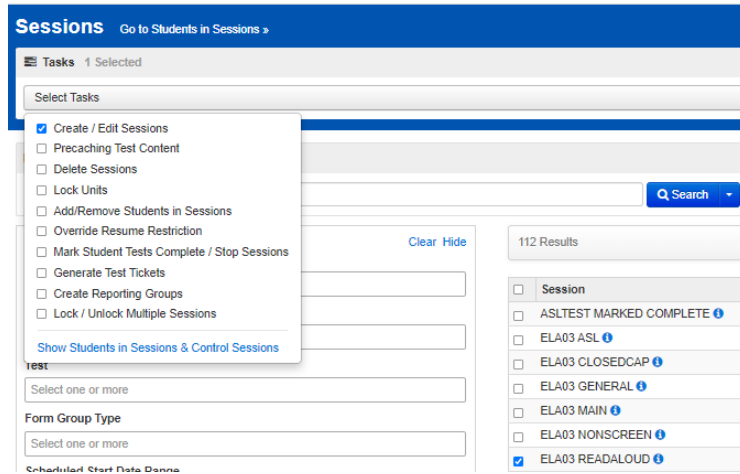 Sessions Go to Students in Sessions »
Tasks 1 Selected
Select Tasks
Create / Edit Sessions
Precaching Test Content
Delete Sessions
Lock Units
Add/Remove Students in Sessions
Override Resume Restriction
Mark Student Tests Complete / Stop Sessions
Generate Test Tickets
Create Reporting Groups
Lock / Unlock Multiple Sessions
Show Students in Sessions & Control Sessions
Search
Clear Hide
Test
Select one or more
Form Group Type
Select one or more
Scheduled Start Date Range
112 Results
Session
ASLTEST MARKED COMPLETE
ELA03 ASL
ELA03 CLOSEDCAP
ELA03 GENERAL
ELA03 MAIN
ELA03 NONSCREEN
ELA03 READALOUD